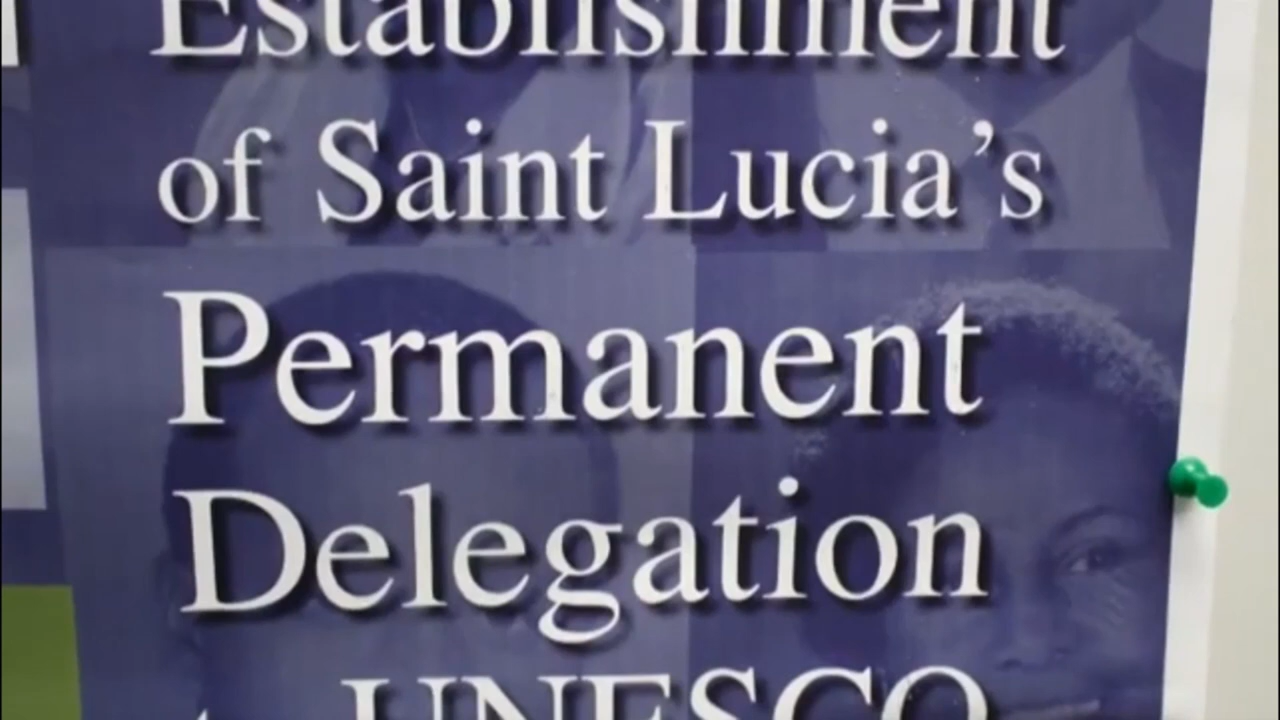 Establishment
of Saint Lucia's
Permanent
Delegation
UNESCO